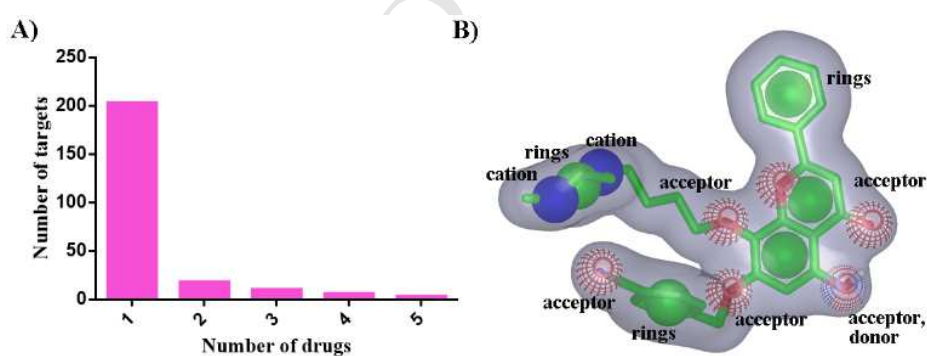 A)
Number of targets
250
200
150
100
50
0
1
2
3
4
5
Number of drugs
B)
rings
cation
rings
cation
acceptor
acceptor
acceptor
rings
acceptor
acceptor,
donor